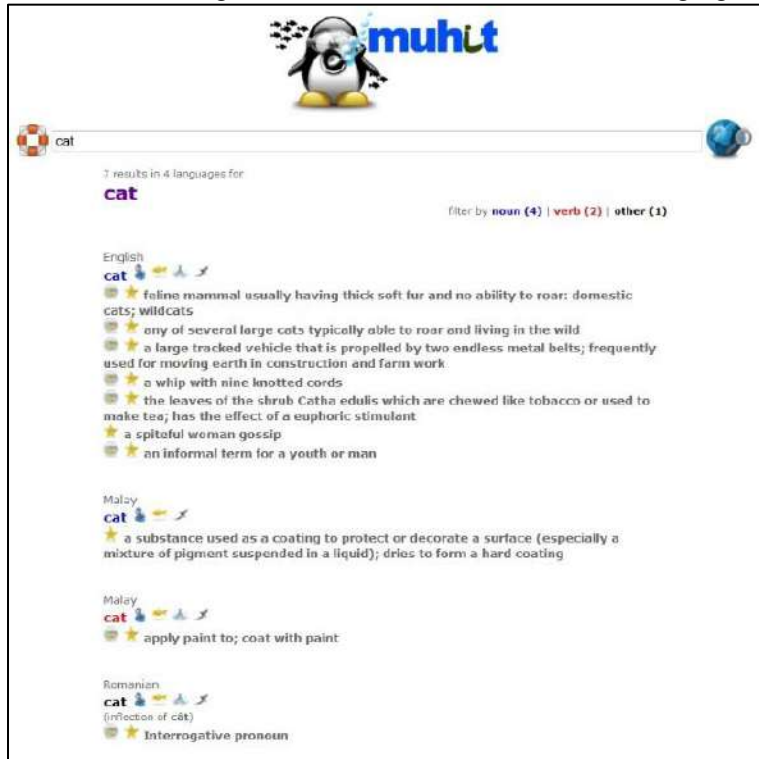 muhit
cat
7 results in 4 languages for
cat
filter by noun (4) | verb (2) | other (1)
English
cat
feline mammal usually having thick soft fur and no ability to roar: domestic
cats; wildcats
any of several large cats typically able to roar and living in the wild
a large tracked vehicle that is propelled by two endless metal belts; frequently
used for moving earth in construction and farm work
a whip with nine knotted cords
the leaves of the shrub Catha edulis which are chewed like tobacco or used to
make tea; has the effect of a euphoric stimulant
a spiteful woman gossip
an informal term for a youth or man
Malay
cat
a substance used as a coating to protect or decorate a surface (especially a
mixture of pigment suspended in a liquid); dries to form a hard coating
Malay
cat
apply paint to; coat with paint
Romanian
cat
(inflection of cât)
Interrogative pronoun